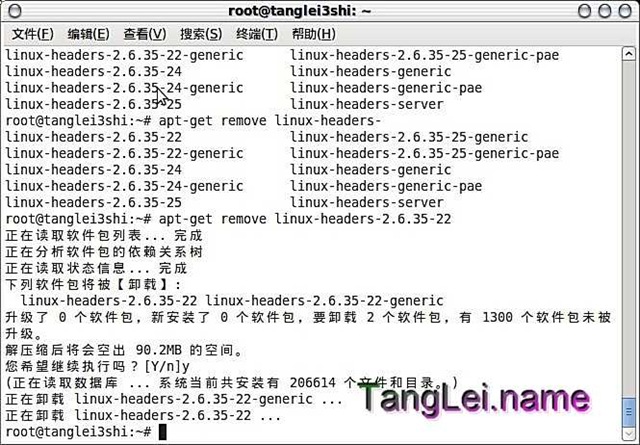 root@tanglei3shi: ~
文件(F) 编辑(E) 查看(V) 搜索(S) 终端(T) 帮助(H)
linux-headers-2.6.35-22-generic linux-headers-2.6.35-25-generic-pae
linux-headers-2.6.35-24 linux-headers-generic
linux-headers-2.6.35-24-generic linux-headers-generic-pae
linux-headers-2.6.35-25 linux-headers-server
root@tanglei3shi:~# apt-get remove linux-headers-
linux-headers-2.6.35-22 linux-headers-2.6.35-25-generic
linux-headers-2.6.35-22-generic linux-headers-2.6.35-25-generic-pae
linux-headers-2.6.35-24 linux-headers-generic
linux-headers-2.6.35-24-generic linux-headers-generic-pae
linux-headers-2.6.35-25 linux-headers-server
root@tanglei3shi:~# apt-get remove linux-headers-2.6.35-22
正在读取软件包列表... 完成
正在分析软件包的依赖关系树
正在读取状态信息... 完成
下列软件包将被【卸载】:
linux-headers-2.6.35-22 linux-headers-2.6.35-22-generic
升级了 0 个软件包，新安装了 0 个软件包，要卸载 2 个软件包，有 1300 个软件包未被
升级。
解压缩后将会空出 90.2MB 的空间。
您希望继续执行吗？[Y/n]y
(正在读取数据库 ... 系统当前共安装有 206614 个文件和目录。)
正在卸载 linux-headers-2.6.35-22-generic ...
正在卸载 linux-headers-2.6.35-22 ...
root@tanglei3shi:~#
TangLei.name